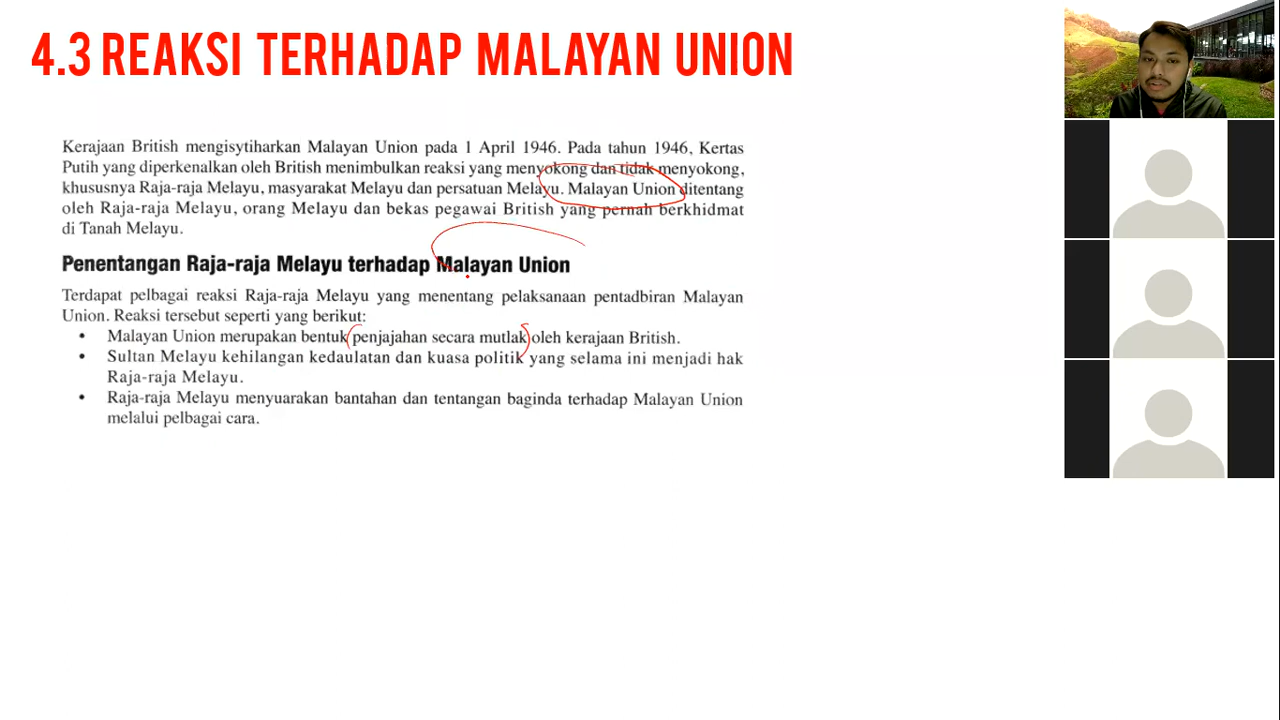 4.3 REAKSI TERHADAP MALAYAN UNION
Kerajaan British mengisytiharkan Malayan Union pada 1 April 1946. Pada tahun 1946, Kertas
Putih yang diperkenalkan oleh British menimbulkan reaksi yang menyokong dan tidak menyokong,
khususnya Raja-raja Melayu, masyarakat Melayu dan persatuan Melayu. Malayan Union ditentang
oleh Raja-raja Melayu, orang Melayu dan bekas pegawai British yang pernah berkhidmat
di Tanah Melayu.
Penentangan Raja-raja Melayu terhadap Malayan Union
Terdapat pelbagai reaksi Raja-raja Melayu yang menentang pelaksanaan pentadbiran Malayan
Union. Reaksi tersebut seperti yang berikut:
• Malayan Union merupakan bentuk penjajahan secara mutlak oleh kerajaan British.
• Sultan Melayu kehilangan kedaulatan dan kuasa politik yang selama ini menjadi hak
Raja-raja Melayu.
• Raja-raja Melayu menyuarakan bantahan dan tentangan baginda terhadap Malayan Union
melalui pelbagai cara.